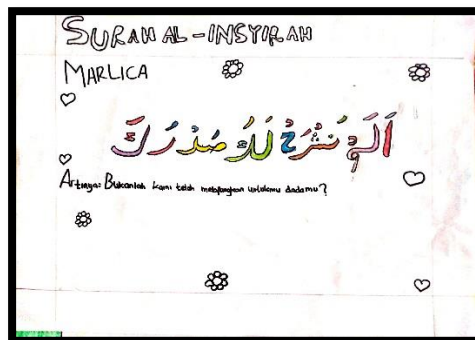 SURAH AL-INSYIRAH
MARLICA
اَلَمْ نَشْرَحْ لَكَ صَدْرَكَ
Artinya: Bukankah kami telah melapangkan untukmu dadamu?